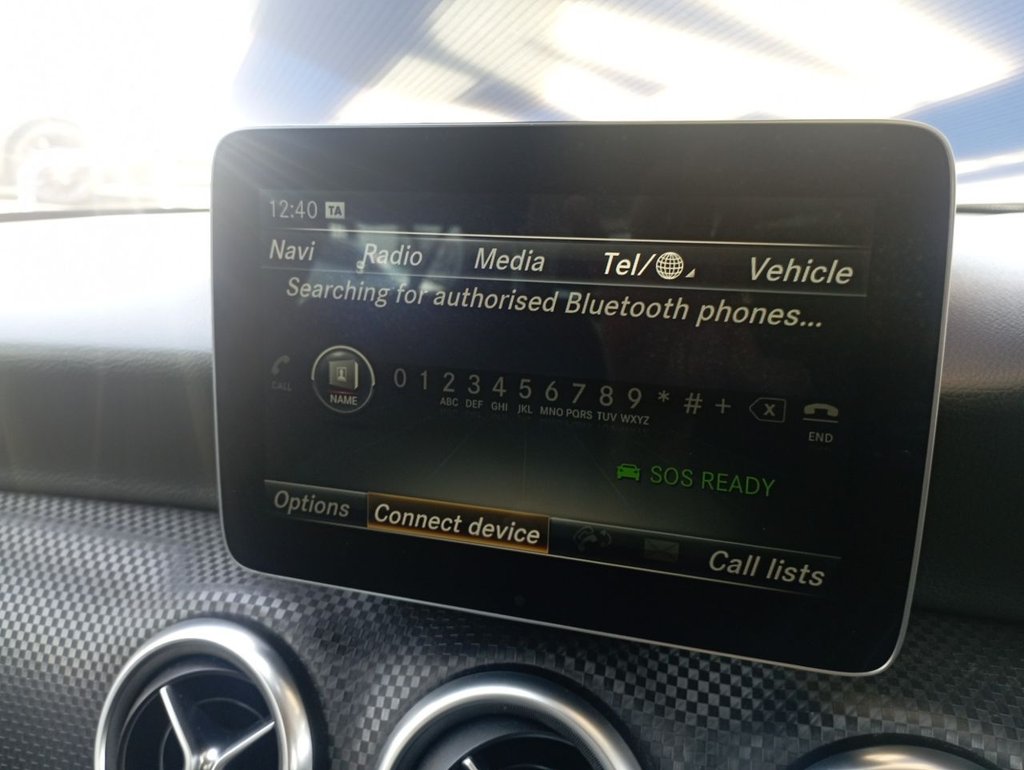 12:40 TA
Navi Radio Media Tel/ Vehicle
Searching for authorised Bluetooth phones...
CALL NAME 0 1 2 3 4 5 6 7 8 9 * # + X END
ABC DEF GHI JKL MNO PQRS TUV WXYZ
SOS READY
Options Connect device Call lists